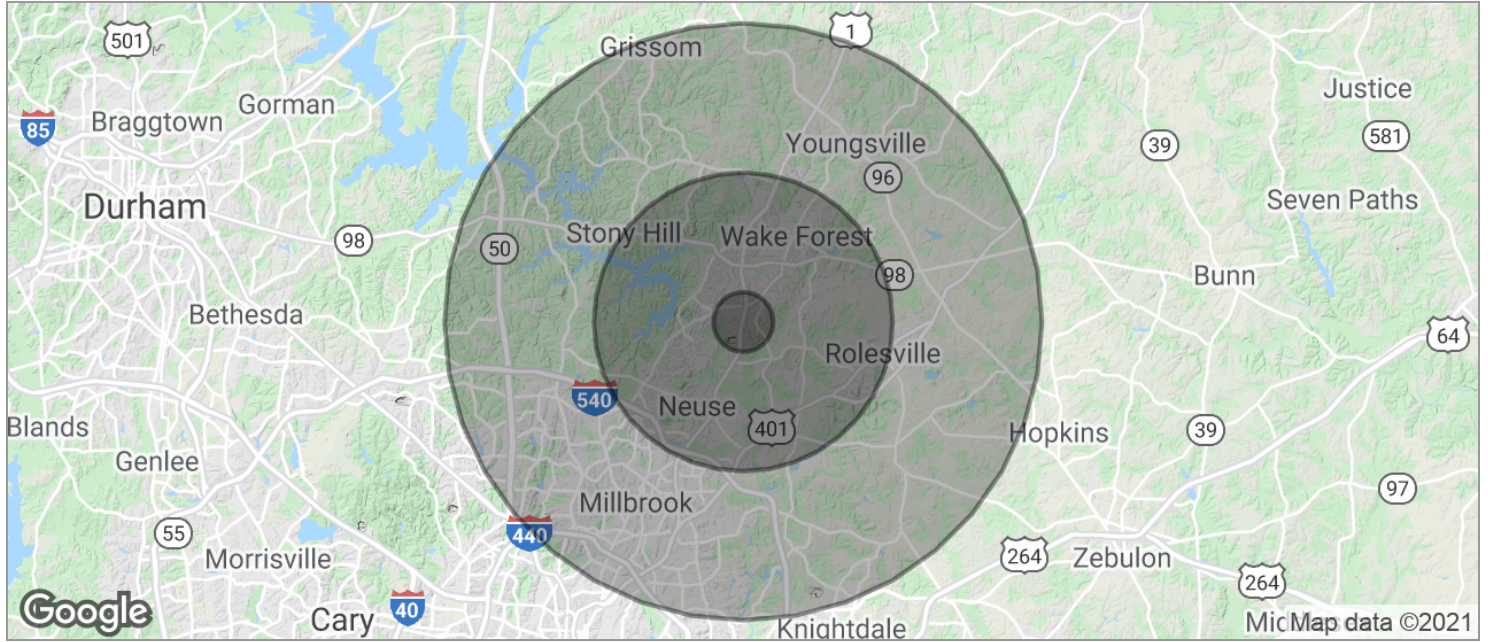 1
501
Grissom
Justice
Gorman
85
Braggtown
581
Youngsville
39
96
Durham
Seven Paths
98
50
Stony Hill
Wake Forest
98
Bunn
Bethesda
64
Rolesville
540
Neuse
401
Blands
Hopkins
39
Genlee
Millbrook
97
55
440
Morrisville
264
Zebulon
264
Google
Cary
40
Knightdale
Map data ©2021